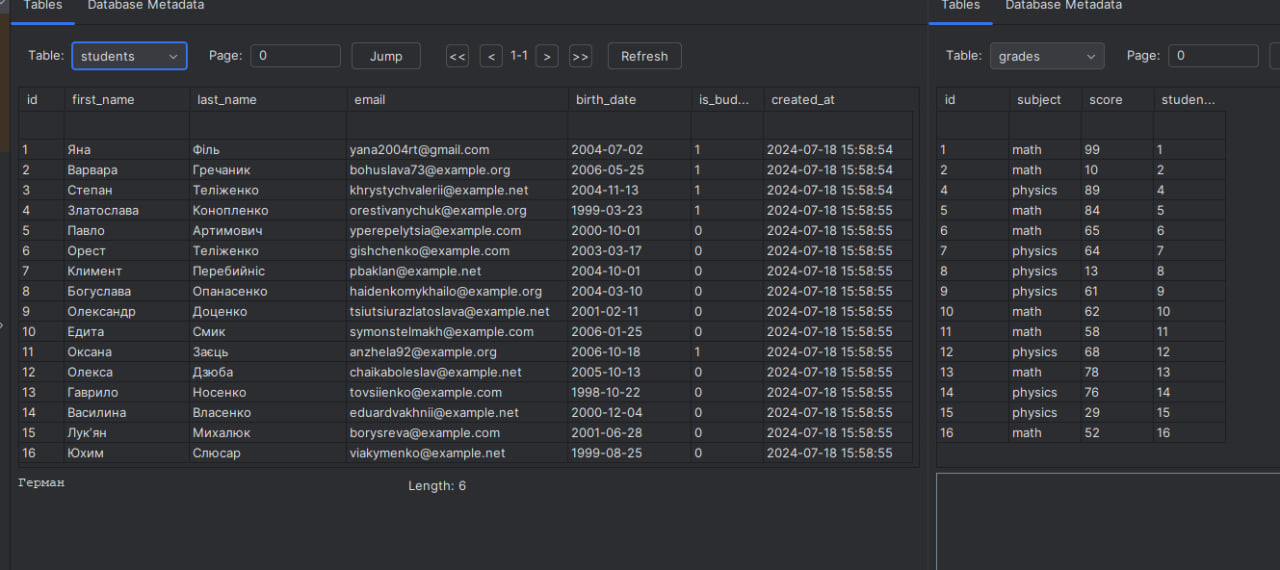 Tables Database Metadata
Table: students Page: 0 Jump << < 1-1 > >> Refresh
id first_name last_name email birth_date is_bud... created_at
1 Яна Філь yana2004rt@gmail.com 2004-07-02 1 2024-07-18 15:58:54
2 Варвара Гречаник bohuslava73@example.org 2006-05-25 1 2024-07-18 15:58:54
3 Степан Теліженко khrystychvalerii@example.net 2004-11-13 1 2024-07-18 15:58:54
4 Златослава Конопленко orestivanychuk@example.org 1999-03-23 1 2024-07-18 15:58:55
5 Павло Артимович yperepelytsia@example.com 2000-10-01 0 2024-07-18 15:58:55
6 Орест Теліженко gishchenko@example.com 2003-03-17 0 2024-07-18 15:58:55
7 Климент Перебийніс pbaklan@example.net 2004-10-01 0 2024-07-18 15:58:55
8 Богуслава Опанасенко haidenkomykhailo@example.org 2004-03-10 0 2024-07-18 15:58:55
9 Олександр Доценко tsiutsiurazlatoslava@example.net 2001-02-11 0 2024-07-18 15:58:55
10 Едита Смик symonstelmakh@example.com 2006-01-25 0 2024-07-18 15:58:55
11 Оксана Заєць anzhela92@example.org 2006-10-18 1 2024-07-18 15:58:55
12 Олекса Дзюба chaikaboleslav@example.net 2005-10-13 0 2024-07-18 15:58:55
13 Гаврило Носенко tovsiienko@example.com 1998-10-22 0 2024-07-18 15:58:55
14 Василина Власенко eduardvakhnii@example.net 2000-12-04 0 2024-07-18 15:58:55
15 Лук’ян Михалюк borysreva@example.com 2001-06-28 0 2024-07-18 15:58:55
16 Юхим Слюсар viakymenko@example.net 1999-08-25 0 2024-07-18 15:58:55
Герман Length: 6
Tables Database Metadata
Table: grades Page: 0
id subject score studen...
1 math 99 1
2 math 10 2
4 physics 89 4
5 math 84 5
6 math 65 6
7 physics 64 7
8 physics 13 8
9 physics 61 9
10 math 62 10
11 math 58 11
12 physics 68 12
13 math 78 13
14 physics 76 14
15 physics 29 15
16 math 52 16